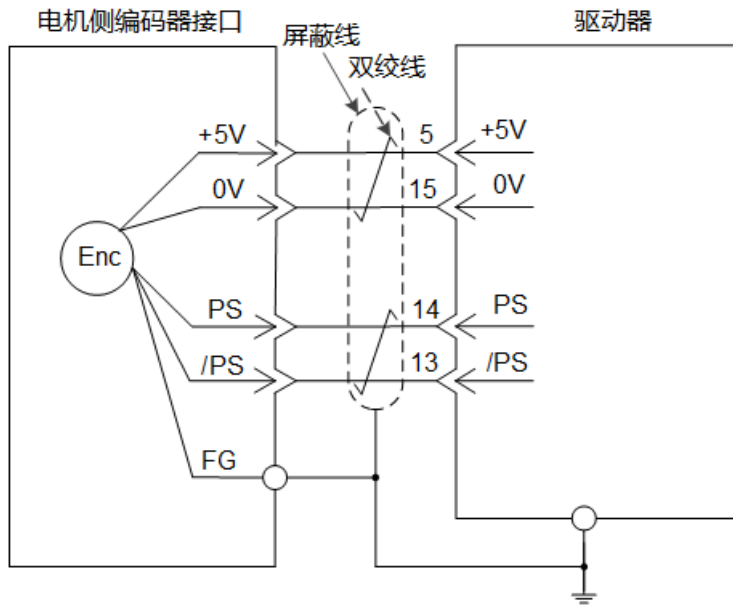 电机侧编码器接口
屏蔽线
驱动器
双绞线
+5V
5
+5V
0V
15
0V
Enc
PS
14
PS
/PS
13
/PS
FG